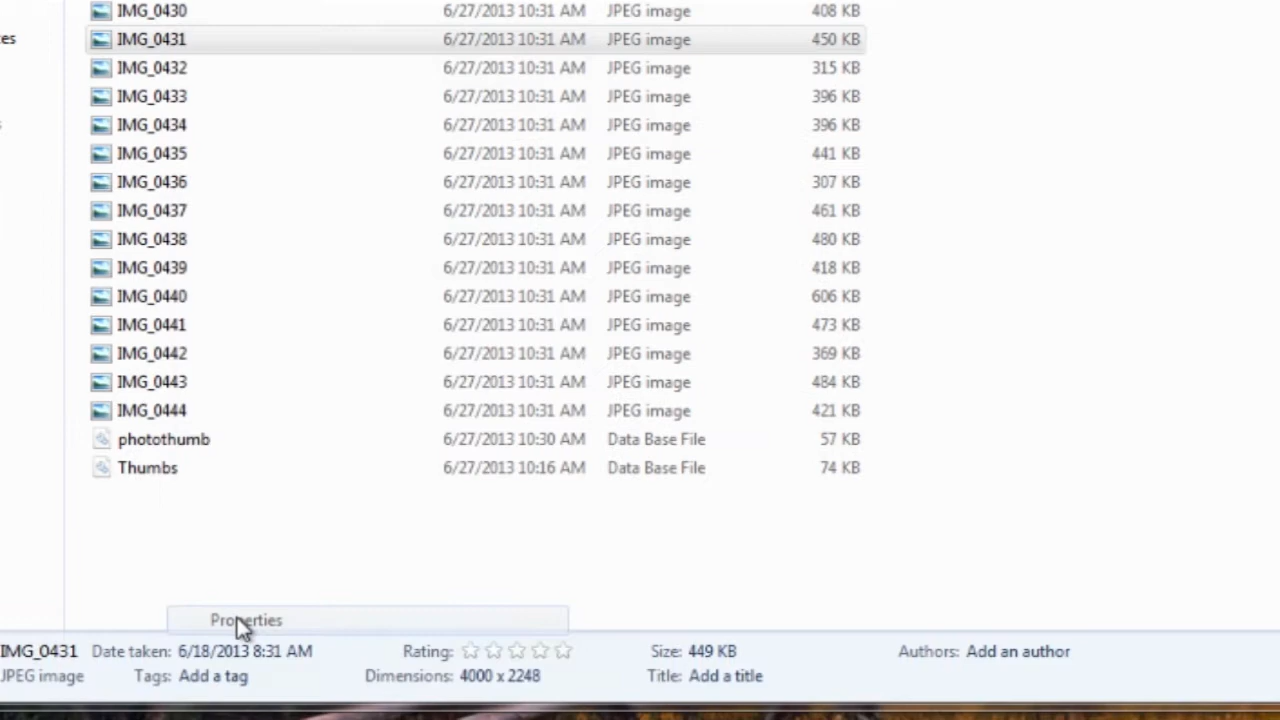 IMG_0430 6/27/2013 10:31 AM JPEG image 408 KB
es IMG_0431 6/27/2013 10:31 AM JPEG image 450 KB
IMG_0432 6/27/2013 10:31 AM JPEG image 315 KB
IMG_0433 6/27/2013 10:31 AM JPEG image 396 KB
IMG_0434 6/27/2013 10:31 AM JPEG image 396 KB
IMG_0435 6/27/2013 10:31 AM JPEG image 441 KB
IMG_0436 6/27/2013 10:31 AM JPEG image 307 KB
IMG_0437 6/27/2013 10:31 AM JPEG image 461 KB
IMG_0438 6/27/2013 10:31 AM JPEG image 480 KB
IMG_0439 6/27/2013 10:31 AM JPEG image 418 KB
IMG_0440 6/27/2013 10:31 AM JPEG image 606 KB
IMG_0441 6/27/2013 10:31 AM JPEG image 473 KB
IMG_0442 6/27/2013 10:31 AM JPEG image 369 KB
IMG_0443 6/27/2013 10:31 AM JPEG image 484 KB
IMG_0444 6/27/2013 10:31 AM JPEG image 421 KB
photothumb 6/27/2013 10:30 AM Data Base File 57 KB
Thumbs 6/27/2013 10:16 AM Data Base File 74 KB
Properties
IMG_0431 Date taken: 6/18/2013 8:31 AM Rating: Size: 449 KB Authors: Add an author
JPEG image Tags: Add a tag Dimensions: 4000 x 2248 Title: Add a title